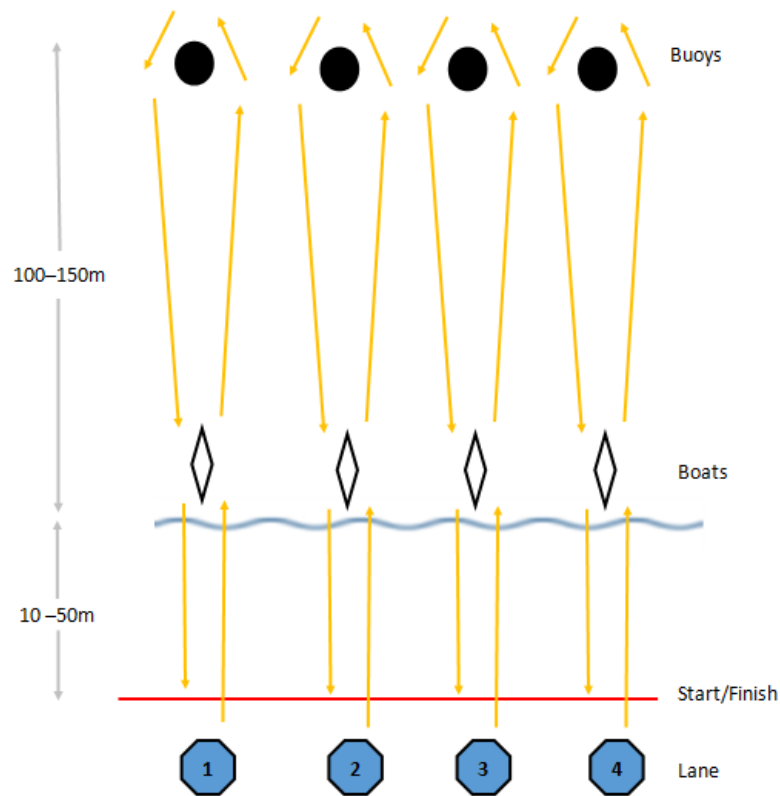 Buoys
100–150m
Boats
10 –50m
Start/Finish
1 2 3 4 Lane